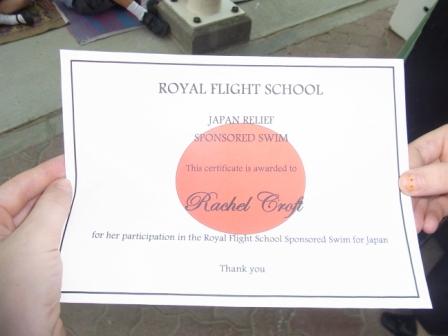 ROYAL FLIGHT SCHOOL
JAPAN RELIEF
SPONSORED SWIM
This certificate is awarded to
Rachel Croft
for her participation in the Royal Flight School Sponsored Swim for Japan
Thank you